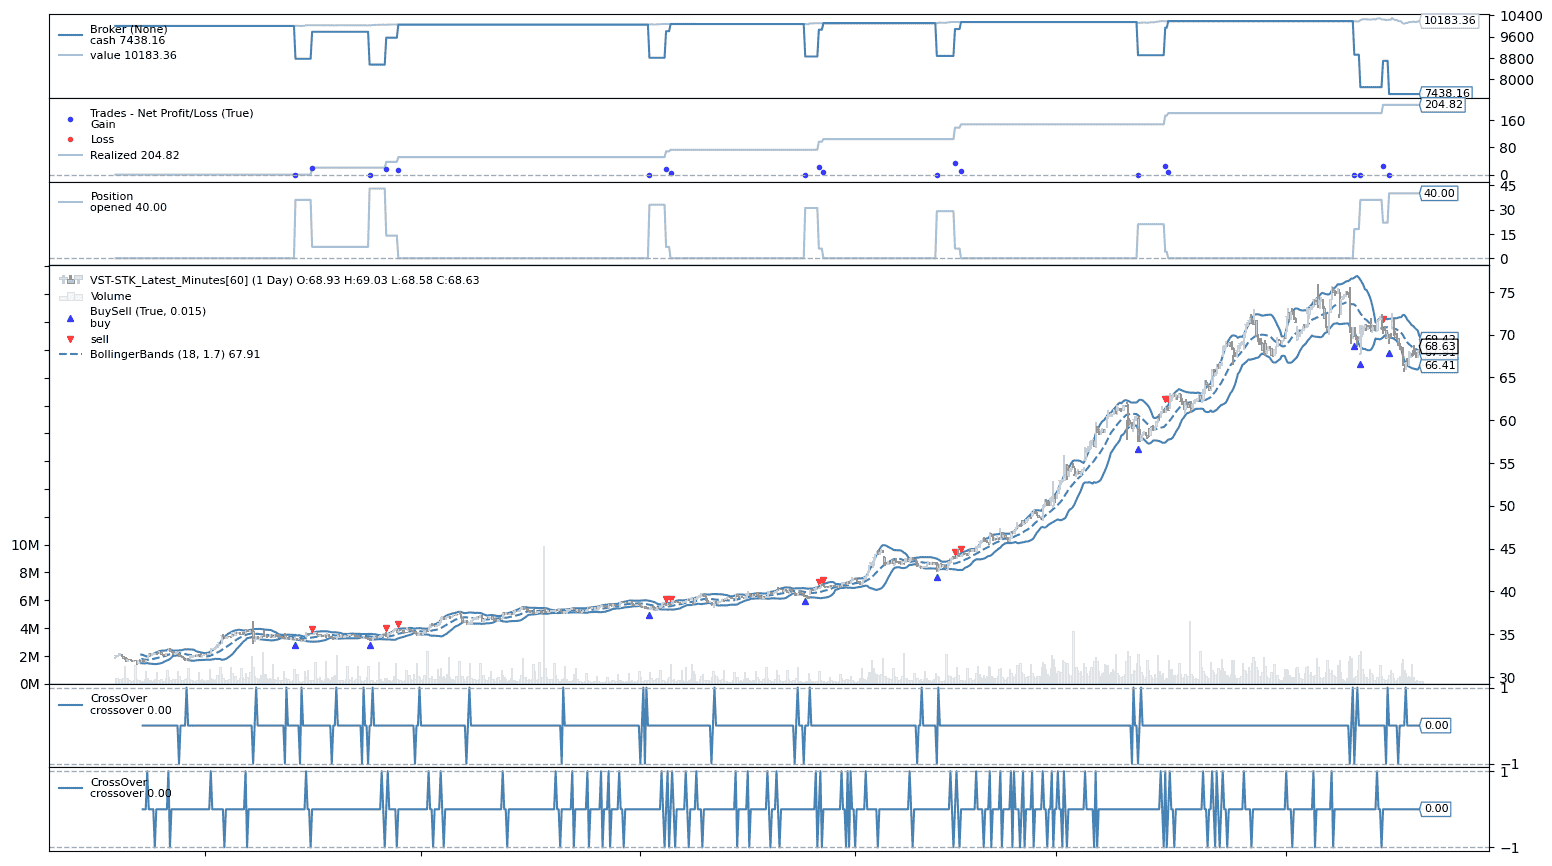 Broker (None)
cash 7438.16
value 10183.36
10400
10183.36
9600
8800
8000
7438.16
Trades - Net Profit/Loss (True)
Gain
Loss
Realized 204.82
204.82
160
80
0
Position
opened 40.00
45
40.00
30
15
0
VST-STK_Latest_Minutes[60] (1 Day) O:68.93 H:69.03 L:68.58 C:68.63
Volume
BuySell (True, 0.015)
buy
sell
BollingerBands (18, 1.7) 67.91
75
70
68.63
66.41
65
60
55
50
45
40
35
30
10M
8M
6M
4M
2M
0M
CrossOver
crossover 0.00
1
0.00
−1
CrossOver
crossover 0.00
1
0.00
−1